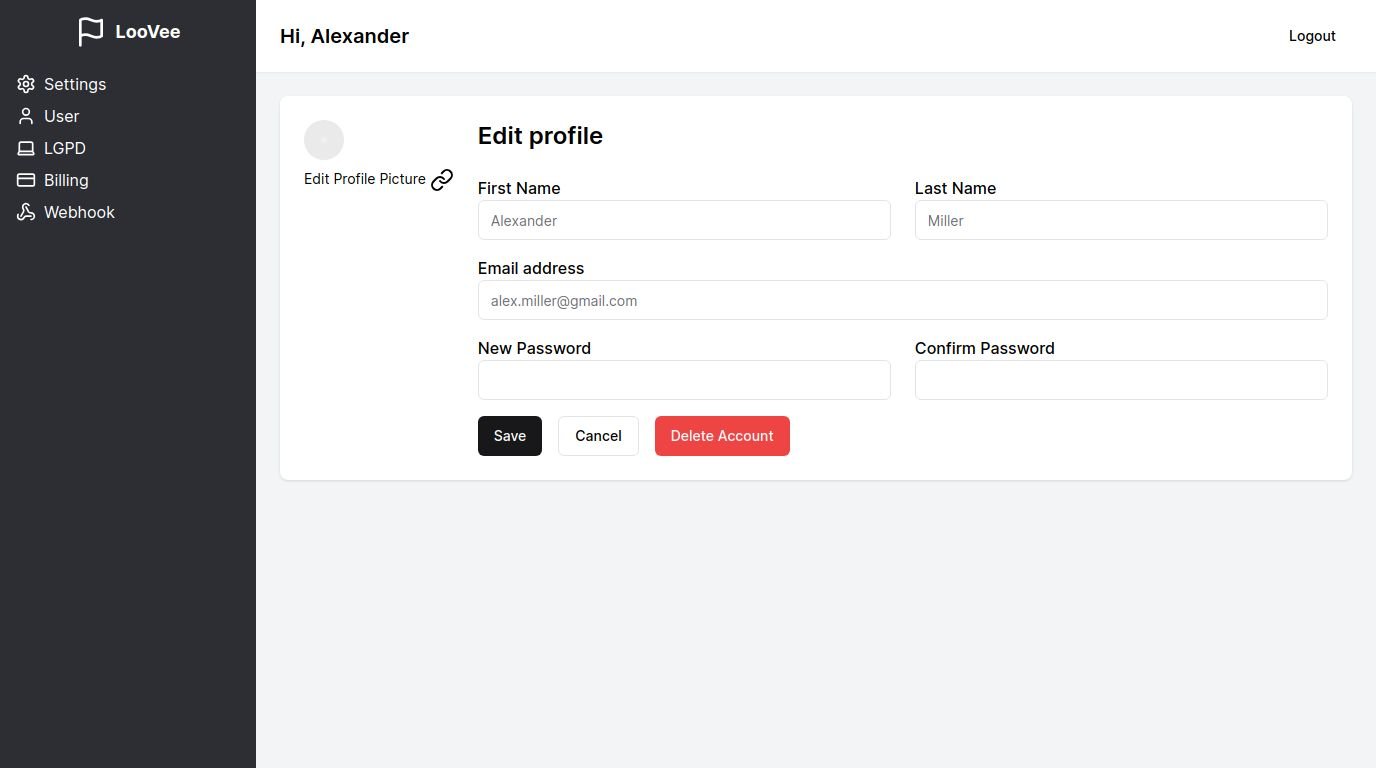 LooVee
Settings
User
LGPD
Billing
Webhook
Hi, Alexander
Logout
Edit Profile Picture
Edit profile
First Name
Last Name
Alexander
Miller
Email address
alex.miller@gmail.com
New Password
Confirm Password
Save
Cancel
Delete Account